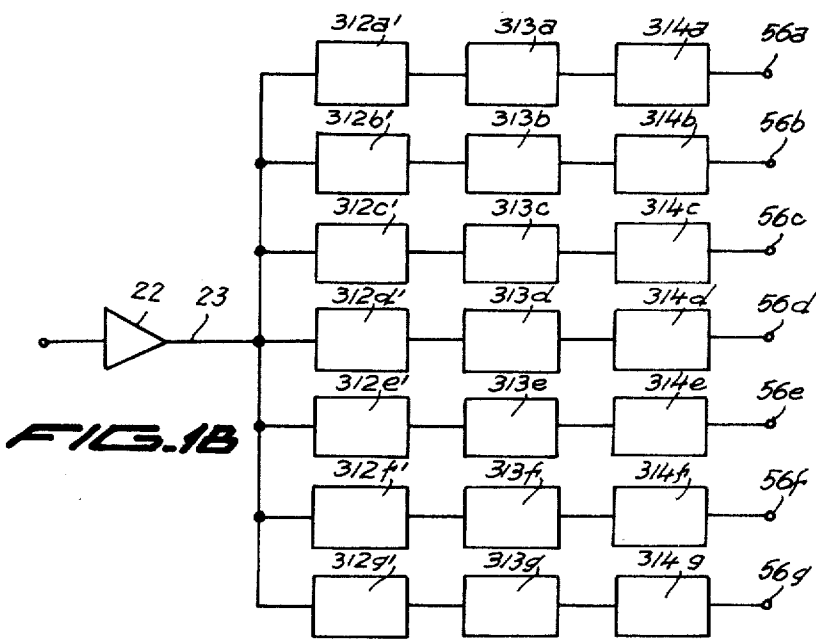 312a' 313a 314a 56a
312b' 313b 314b 56b
312c' 313c 314c 56c
22 23 312d' 313d 314d 56d
312e' 313e 314e 56e
FIG.1B
312f' 313f 314f 56f
312g' 313g 314g 56g